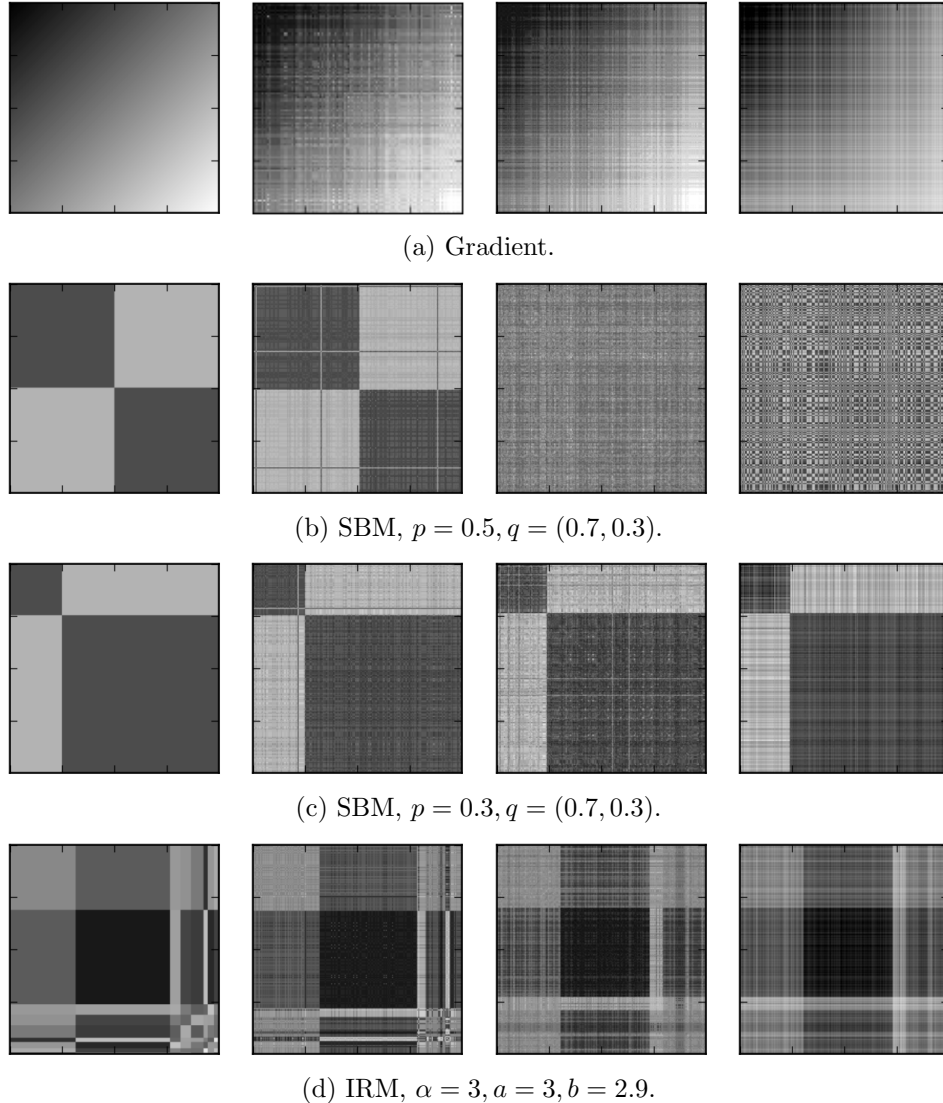 (a) Gradient.
(b) SBM, p = 0.5, q = (0.7, 0.3).
(c) SBM, p = 0.3, q = (0.7, 0.3).
(d) IRM, α = 3, a = 3, b = 2.9.